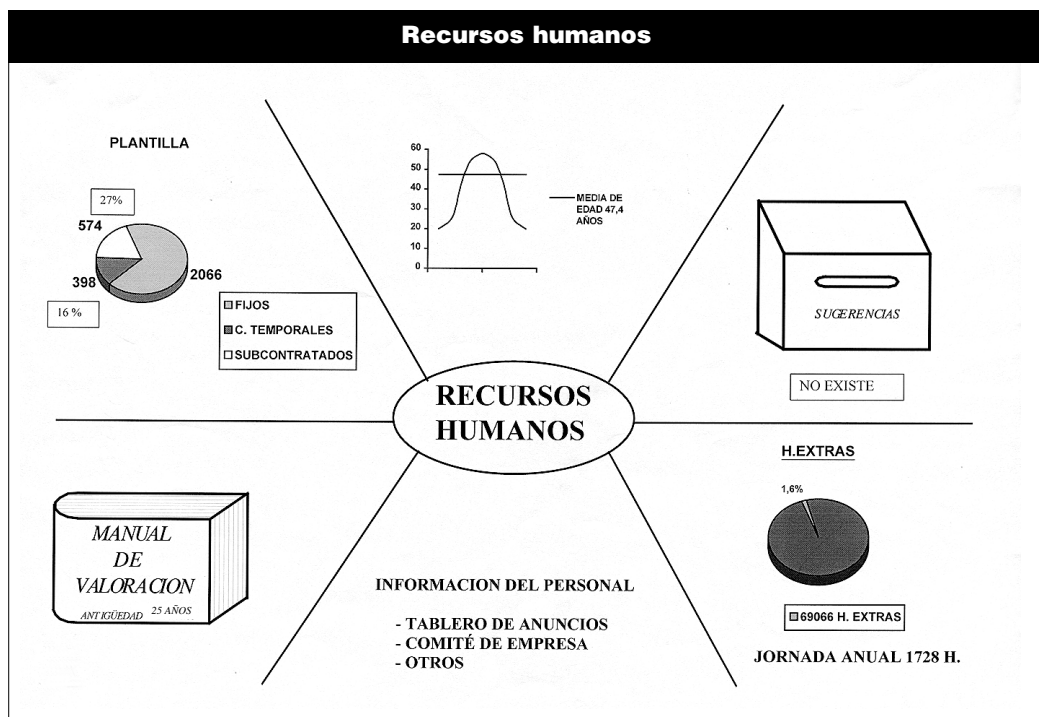 Recursos humanos
PLANTILLA
27%
574
398
2066
16 %
FIJOS
C. TEMPORALES
SUBCONTRATADOS
60
50
40
30
20
10
0
MEDIA DE
EDAD 47,4
AÑOS
SUGERENCIAS
NO EXISTE
RECURSOS
HUMANOS
MANUAL
DE
VALORACION
ANTIGÜEDAD 25 AÑOS
INFORMACION DEL PERSONAL
- TABLERO DE ANUNCIOS
- COMITÉ DE EMPRESA
- OTROS
H.EXTRAS
1,6%
69066 H. EXTRAS
JORNADA ANUAL 1728 H.